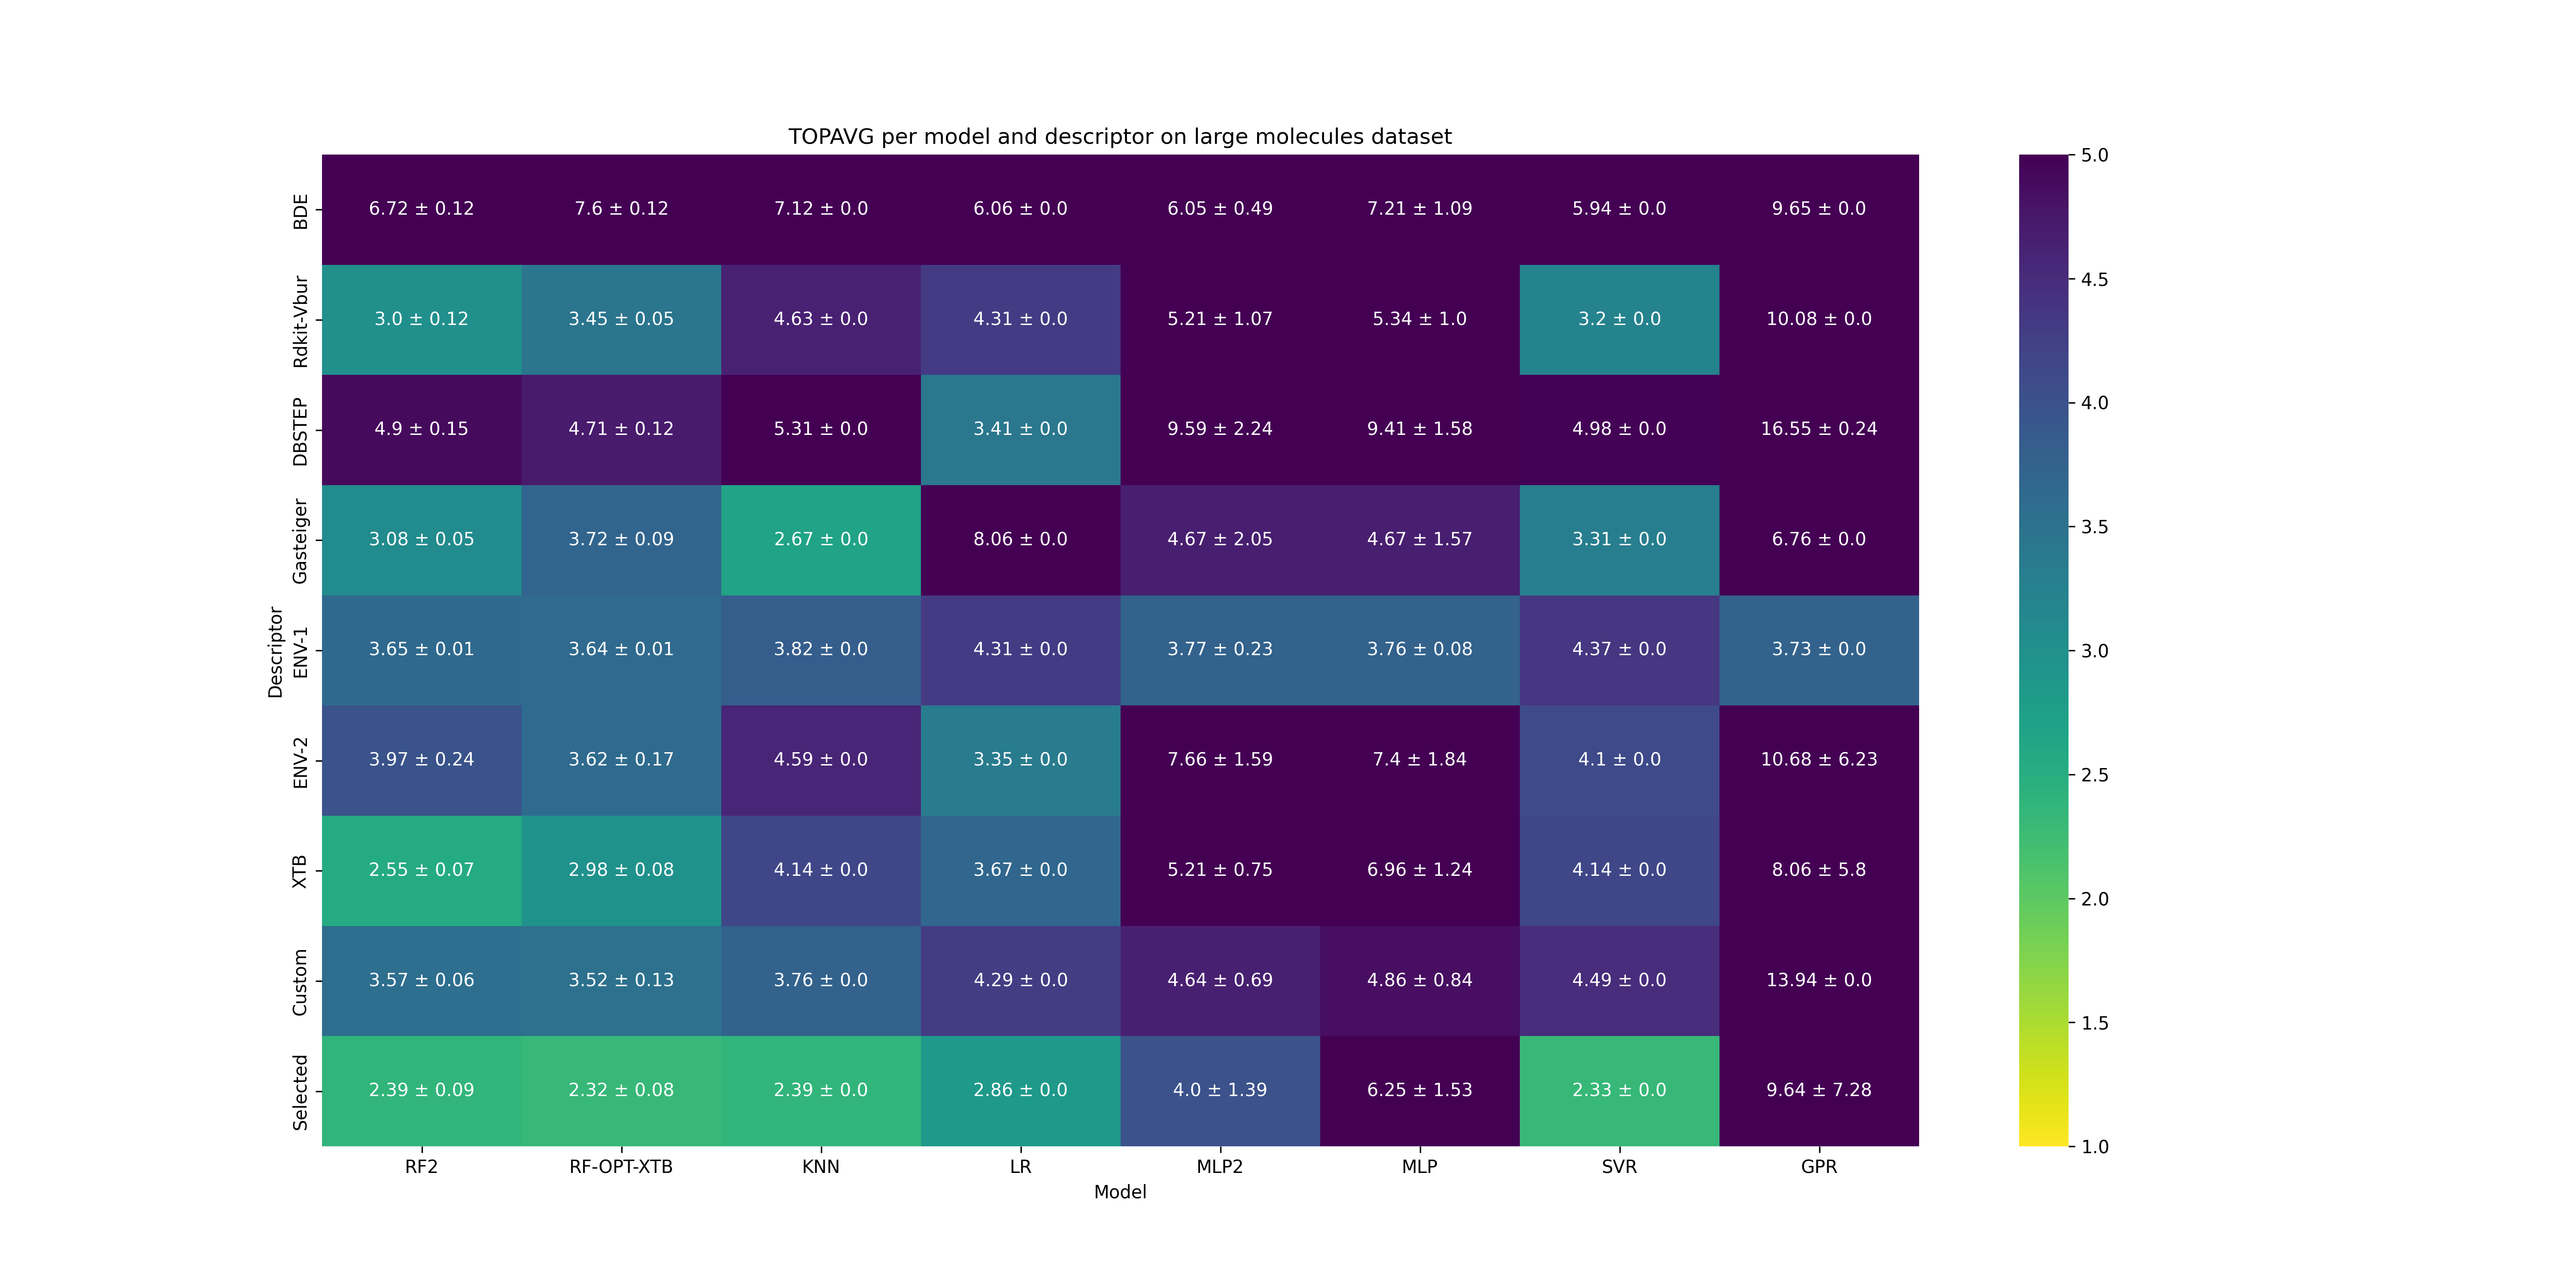 TOPAVG per model and descriptor on large molecules dataset
Descriptor
BDE 6.72 ± 0.12 7.6 ± 0.12 7.12 ± 0.0 6.06 ± 0.0 6.05 ± 0.49 7.21 ± 1.09 5.94 ± 0.0 9.65 ± 0.0
Rdkit-Vbur 3.0 ± 0.12 3.45 ± 0.05 4.63 ± 0.0 4.31 ± 0.0 5.21 ± 1.07 5.34 ± 1.0 3.2 ± 0.0 10.08 ± 0.0
DBSTEP 4.9 ± 0.15 4.71 ± 0.12 5.31 ± 0.0 3.41 ± 0.0 9.59 ± 2.24 9.41 ± 1.58 4.98 ± 0.0 16.55 ± 0.24
Gasteiger 3.08 ± 0.05 3.72 ± 0.09 2.67 ± 0.0 8.06 ± 0.0 4.67 ± 2.05 4.67 ± 1.57 3.31 ± 0.0 6.76 ± 0.0
ENV-1 3.65 ± 0.01 3.64 ± 0.01 3.82 ± 0.0 4.31 ± 0.0 3.77 ± 0.23 3.76 ± 0.08 4.37 ± 0.0 3.73 ± 0.0
ENV-2 3.97 ± 0.24 3.62 ± 0.17 4.59 ± 0.0 3.35 ± 0.0 7.66 ± 1.59 7.4 ± 1.84 4.1 ± 0.0 10.68 ± 6.23
XTB 2.55 ± 0.07 2.98 ± 0.08 4.14 ± 0.0 3.67 ± 0.0 5.21 ± 0.75 6.96 ± 1.24 4.14 ± 0.0 8.06 ± 5.8
Custom 3.57 ± 0.06 3.52 ± 0.13 3.76 ± 0.0 4.29 ± 0.0 4.64 ± 0.69 4.86 ± 0.84 4.49 ± 0.0 13.94 ± 0.0
Selected 2.39 ± 0.09 2.32 ± 0.08 2.39 ± 0.0 2.86 ± 0.0 4.0 ± 1.39 6.25 ± 1.53 2.33 ± 0.0 9.64 ± 7.28
RF2 RF-OPT-XTB KNN LR MLP2 MLP SVR GPR
Model
5.0
4.5
4.0
3.5
3.0
2.5
2.0
1.5
1.0